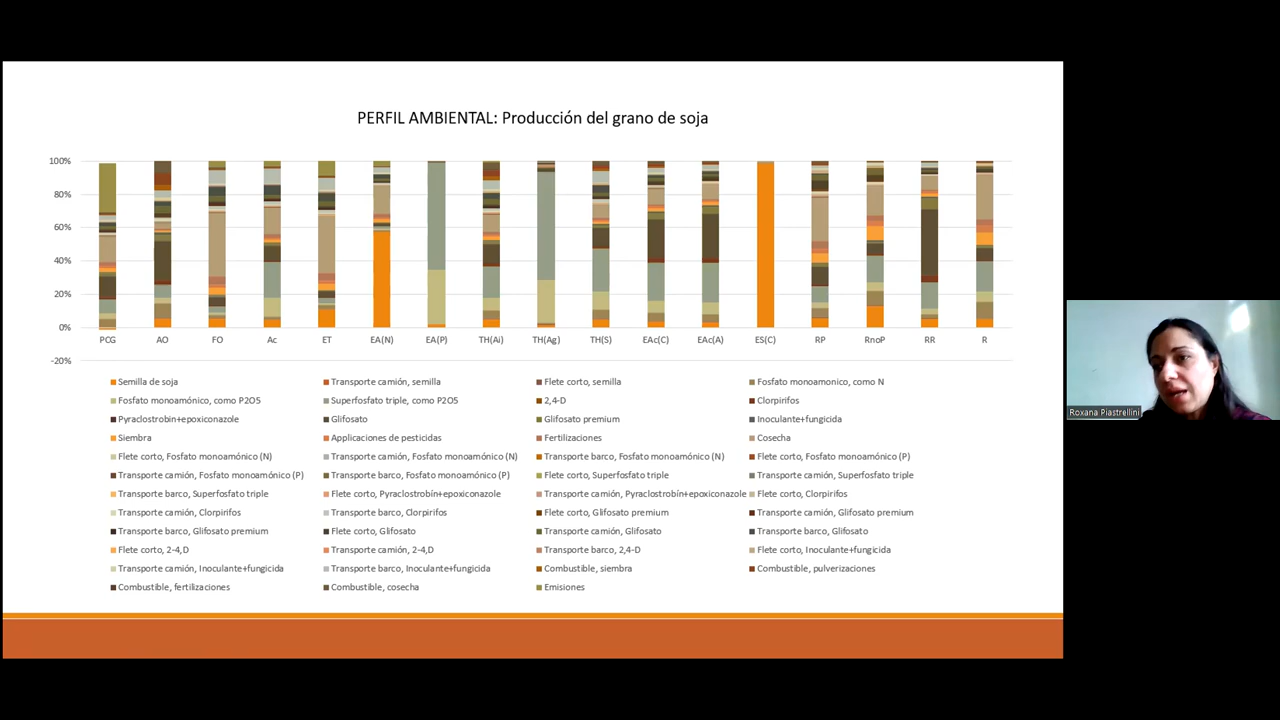 PERFIL AMBIENTAL: Producción del grano de soja
100%
80%
60%
40%
20%
0%
-20%
PCG AO FO Ac ET EA(N) EA(P) TH(Ai) TH(Ag) TH(S) EAc(C) EAc(A) ES(C) RP RnoP RR R
Semilla de soja Transporte camión, semilla Flete corto, semilla Fosfato monoamonico, como N
Fosfato monoamónico, como P2O5 Superfosfato triple, como P2O5 2,4-D Clorpirifos
Pyraclostrobin+epoxiconazole Glifosato Glifosato premium Inoculante+fungicida
Siembra Applicaciones de pesticidas Fertilizaciones Cosecha
Flete corto, Fosfato monoamónico (N) Transporte camión, Fosfato monoamónico (N) Transporte barco, Fosfato monoamónico (N) Flete corto, Fosfato monoamónico (P)
Transporte camión, Fosfato monoamónico (P) Transporte barco, Fosfato monoamónico (P) Flete corto, Superfosfato triple Transporte camión, Superfosfato triple
Transporte barco, Superfosfato triple Flete corto, Pyraclostrobín+epoxiconazole Transporte camión, Pyraclostrobín+epoxiconazole Flete corto, Clorpirifos
Transporte camión, Clorpirifos Transporte barco, Clorpirifos Flete corto, Glifosato premium Transporte camión, Glifosato premium
Transporte barco, Glifosato premium Flete corto, Glifosato Transporte camión, Glifosato Transporte barco, Glifosato
Flete corto, 2-4,D Transporte camión, 2-4,D Transporte barco, 2,4-D Flete corto, Inoculante+fungicida
Transporte camión, Inoculante+fungicida Transporte barco, Inoculante+fungicida Combustible, siembra Combustible, pulverizaciones
Combustible, fertilizaciones Combustible, cosecha Emisiones
Roxana Piastrellini